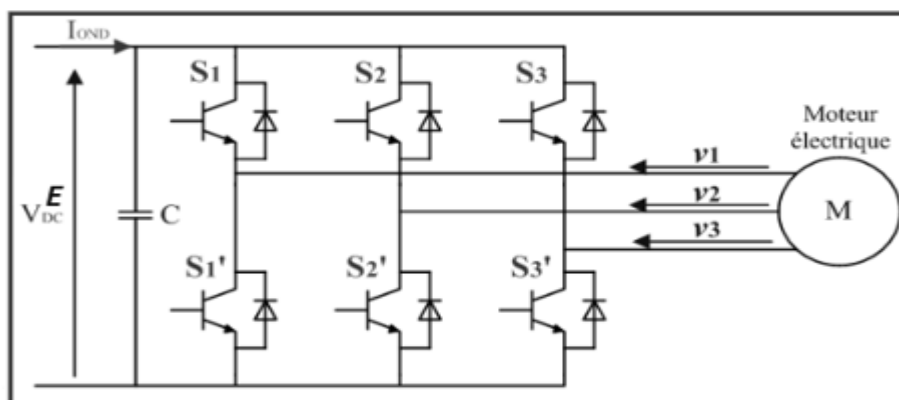 IOND
S1
S2
S3
Moteur
électrique
v1
v2
v3
M
E
VDC
C
S1'
S2'
S3'